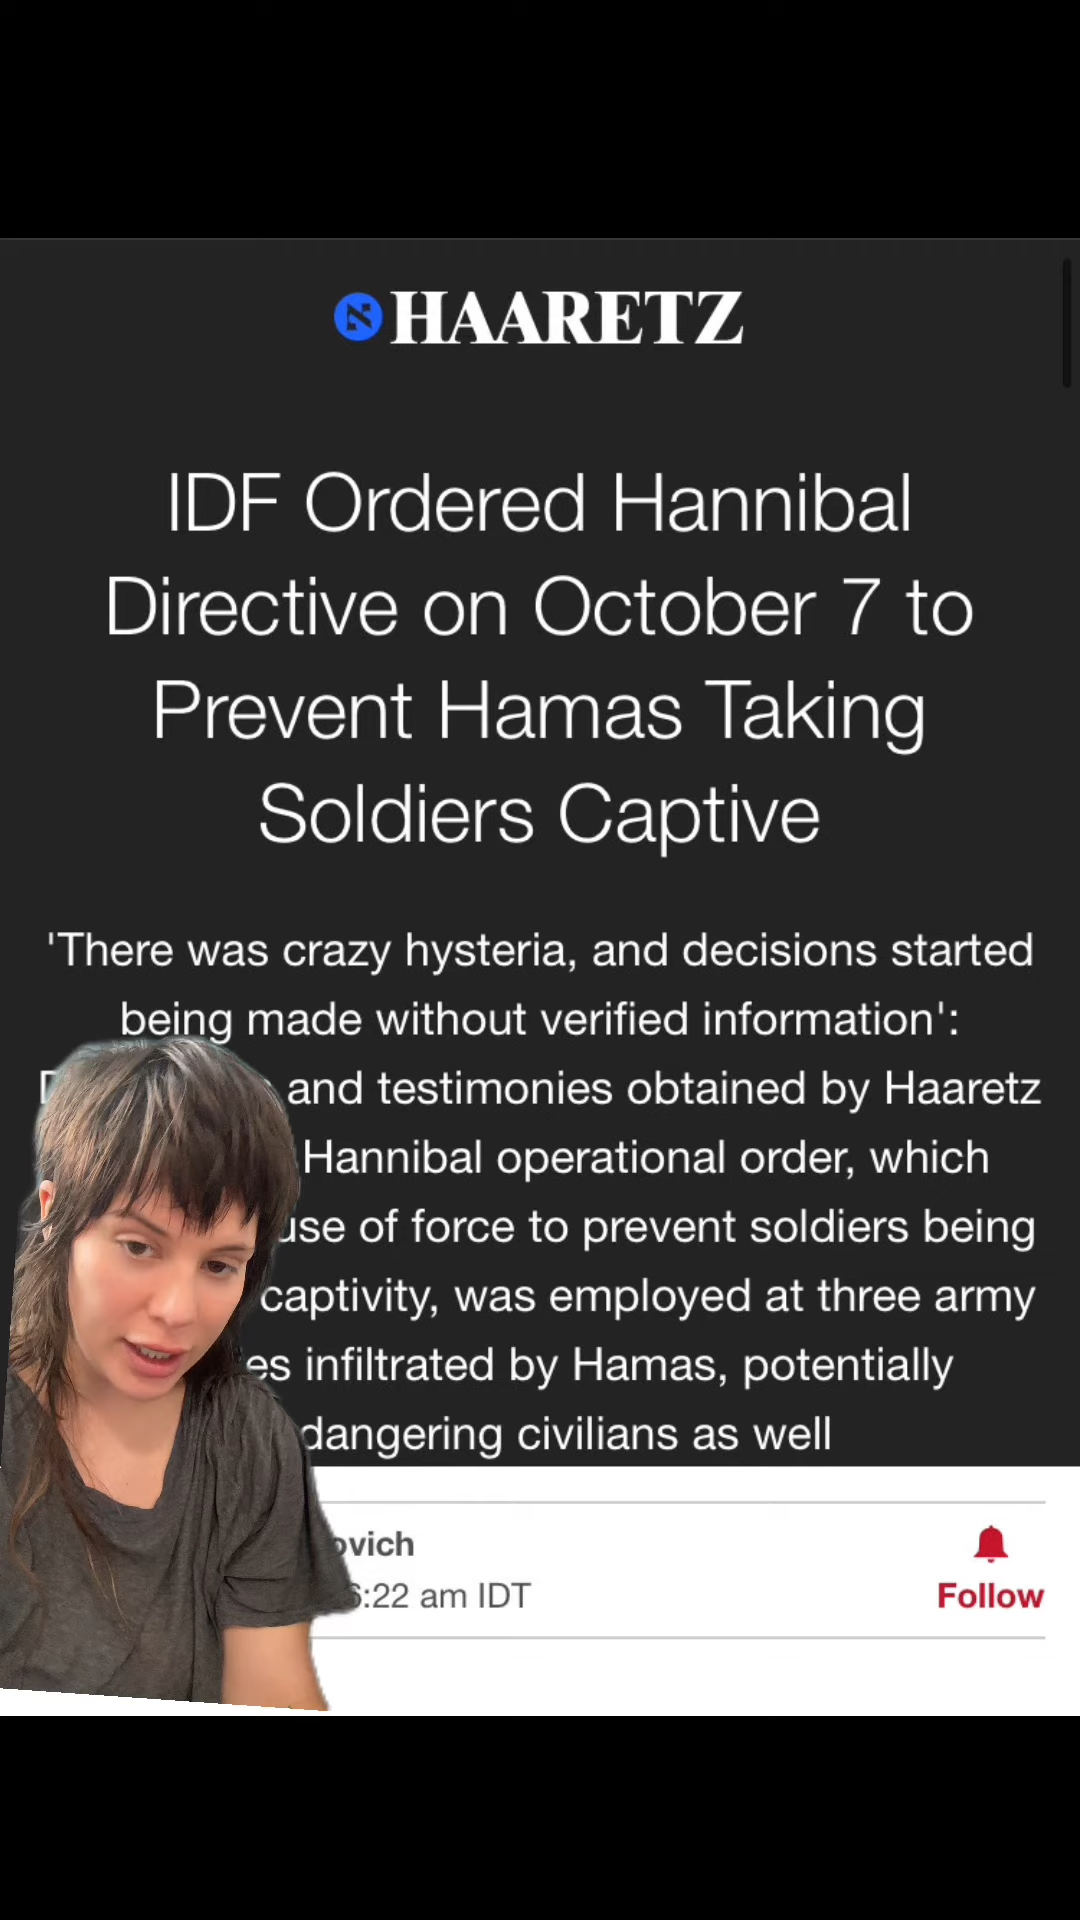 HAARETZ
IDF Ordered Hannibal
Directive on October 7 to
Prevent Hamas Taking
Soldiers Captive
'There was crazy hysteria, and decisions started
being made without verified information':
and testimonies obtained by Haaretz
Hannibal operational order, which
use of force to prevent soldiers being
captivity, was employed at three army
es infiltrated by Hamas, potentially
dangering civilians as well
ovich
6:22 am IDT
Follow